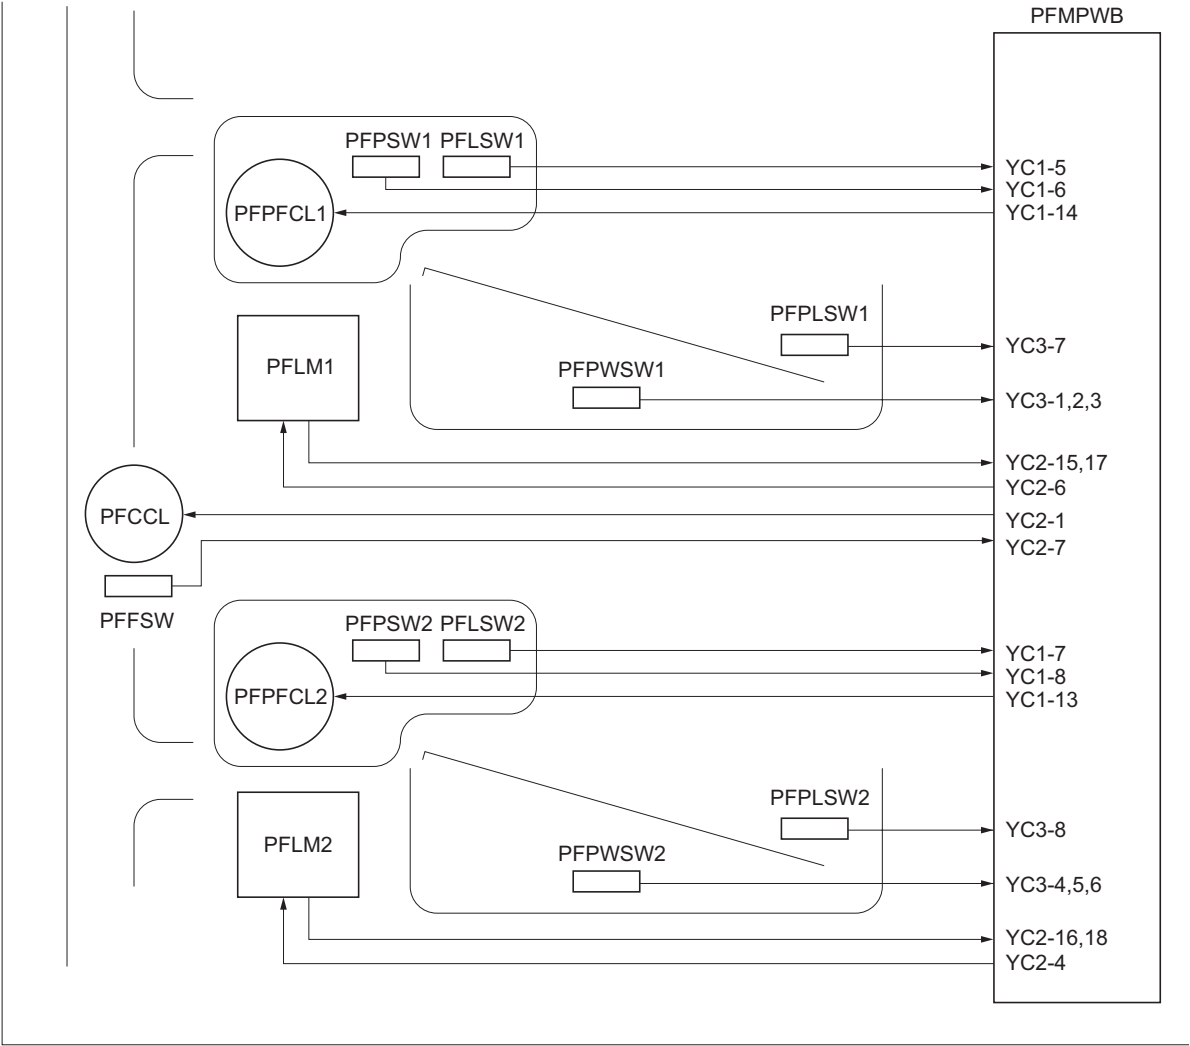 PFMPWB
PFPSW1 PFLSW1
YC1-5
YC1-6
PFPFCL1
YC1-14
PFPLSW1
YC3-7
PFLM1
PFPWSW1
YC3-1,2,3
YC2-15,17
YC2-6
PFCCL
YC2-1
YC2-7
PFFSW
PFPSW2 PFLSW2
YC1-7
YC1-8
PFPFCL2
YC1-13
PFPLSW2
YC3-8
PFLM2
PFPWSW2
YC3-4,5,6
YC2-16,18
YC2-4